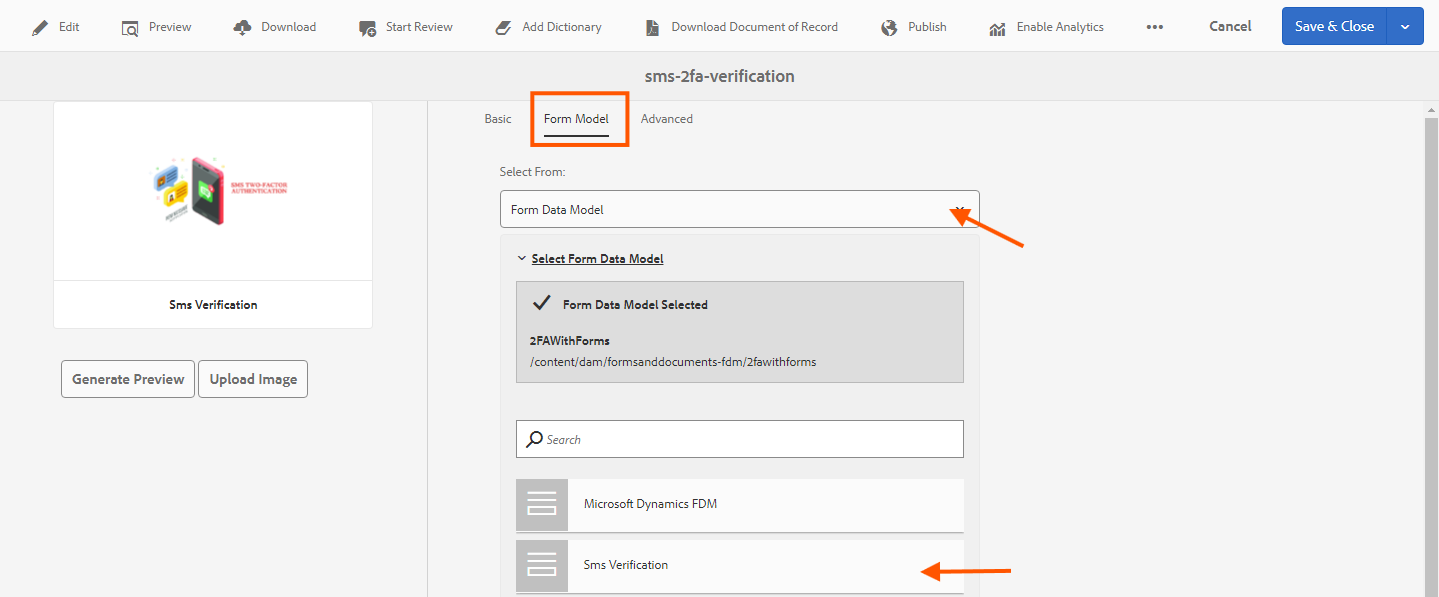 Edit Preview Download Start Review Add Dictionary Download Document of Record Publish Enable Analytics ••• Cancel Save & Close
sms-2fa-verification
Basic Form Model Advanced
SMS TWO-FACTOR
AUTHENTICATION
Sms Verification
Generate Preview Upload Image
Select From:
Form Data Model
Select Form Data Model
Form Data Model Selected
2FAWithForms
/content/dam/formsanddocuments-fdm/2fawithforms
Search
Microsoft Dynamics FDM
Sms Verification